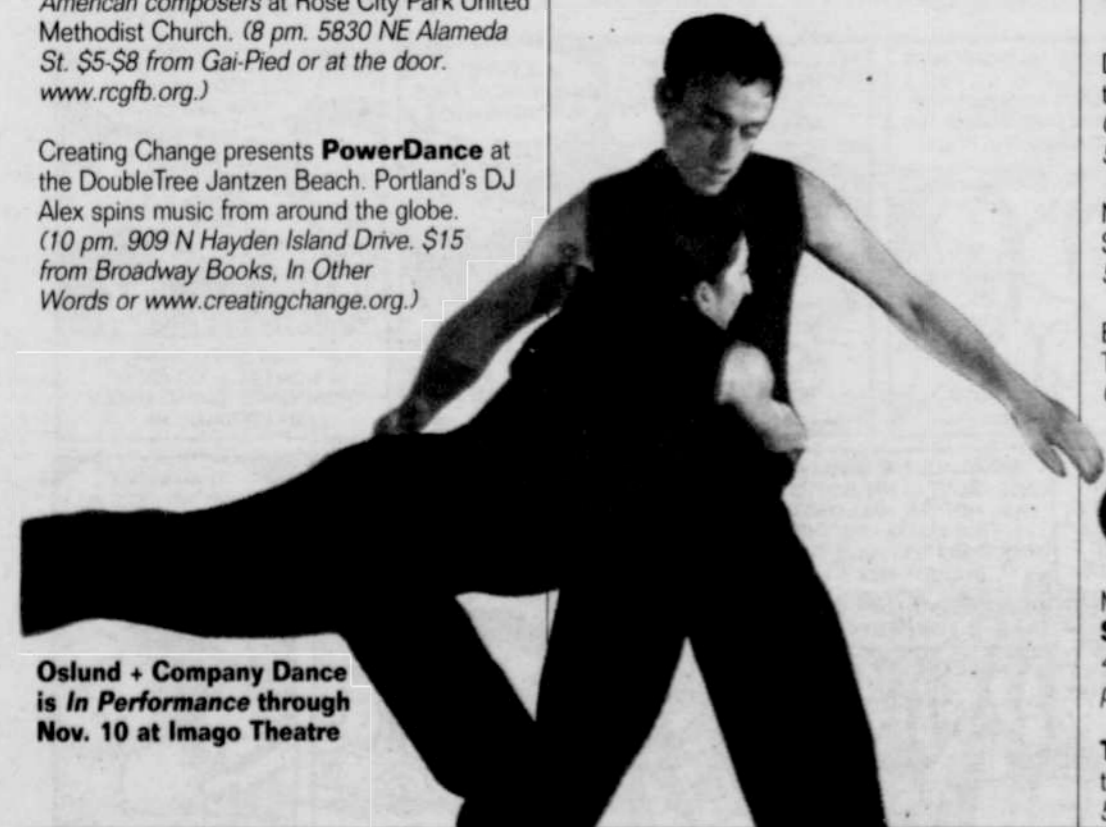 American composers at Rose City Park United
Methodist Church. (8 pm. 5830 NE Alameda
St. $5-$8 from Gai-Pied or at the door.
www.rcgfb.org.)
Creating Change presents PowerDance at
the DoubleTree Jantzen Beach. Portland's DJ
Alex spins music from around the globe.
(10 pm. 909 N Hayden Island Drive. $15
from Broadway Books, In Other
Words or www.creatingchange.org.)
Oslund + Company Dance
is In Performance through
Nov. 10 at Imago Theatre